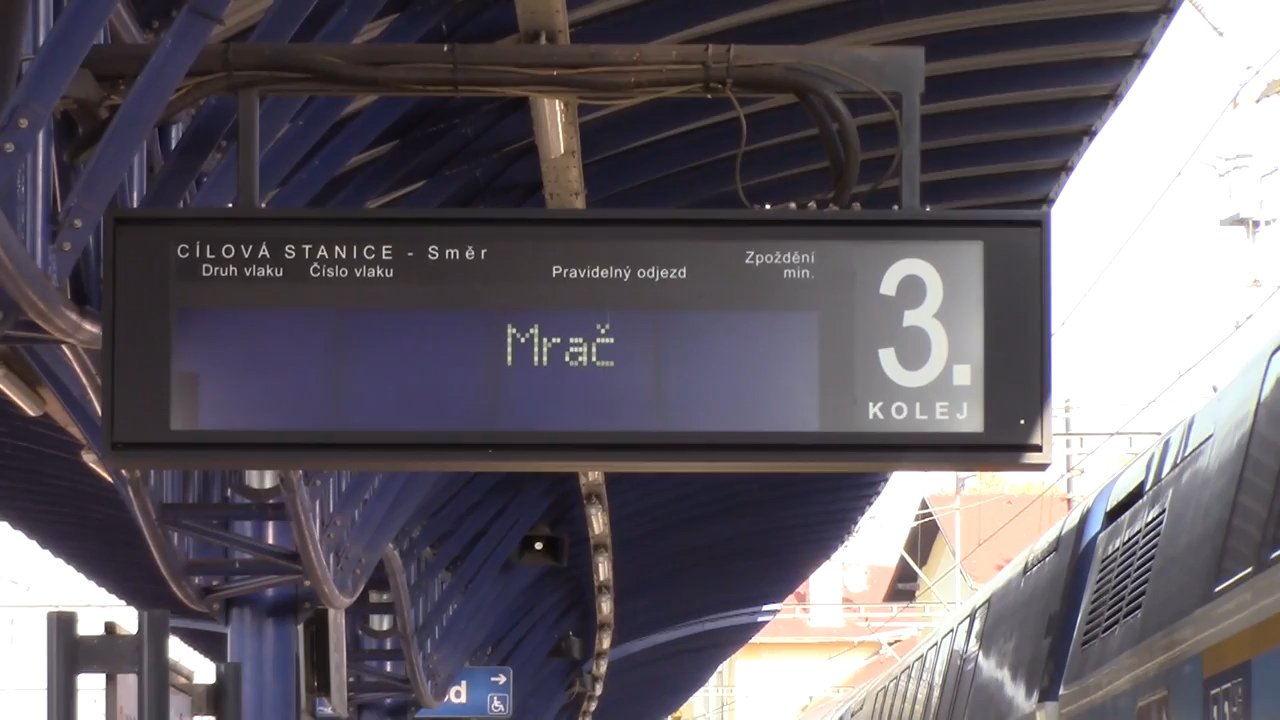 CÍLOVÁ STANICE - Směr
Druh vlaku Číslo vlaku Pravidelný odjezd Zpoždění min.
Mrač
3.
KOLEJ